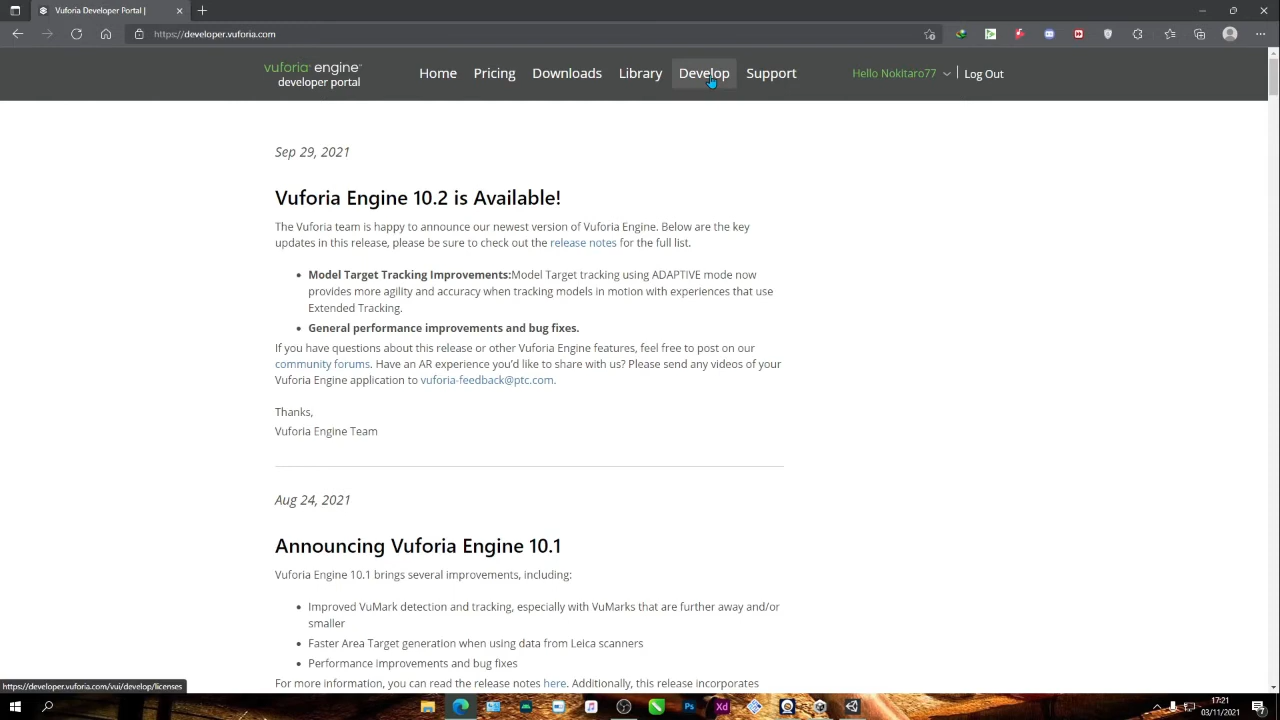 Vuforia Developer Portal |
https://developer.vuforia.com
vuforia engine
developer portal
Home
Pricing
Downloads
Library
Develop
Support
Hello Nokitaro77
Log Out
Sep 29, 2021
Vuforia Engine 10.2 is Available!
The Vuforia team is happy to announce our newest version of Vuforia Engine. Below are the key
updates in this release, please be sure to check out the release notes for the full list.
• Model Target Tracking Improvements:Model Target tracking using ADAPTIVE mode now
provides more agility and accuracy when tracking models in motion with experiences that use
Extended Tracking.
• General performance improvements and bug fixes.
If you have questions about this release or other Vuforia Engine features, feel free to post on our
community forums. Have an AR experience you’d like to share with us? Please send any videos of your
Vuforia Engine application to vuforia-feedback@ptc.com.
Thanks,
Vuforia Engine Team
Aug 24, 2021
Announcing Vuforia Engine 10.1
Vuforia Engine 10.1 brings several improvements, including:
• Improved VuMark detection and tracking, especially with VuMarks that are further away and/or
smaller
• Faster Area Target generation when using data from Leica scanners
• Performance improvements and bug fixes
For more information, you can read the release notes here. Additionally, this release incorporates
https://developer.vuforia.com/vui/develop/licenses
Ps
Xd
17:21
03/11/2021